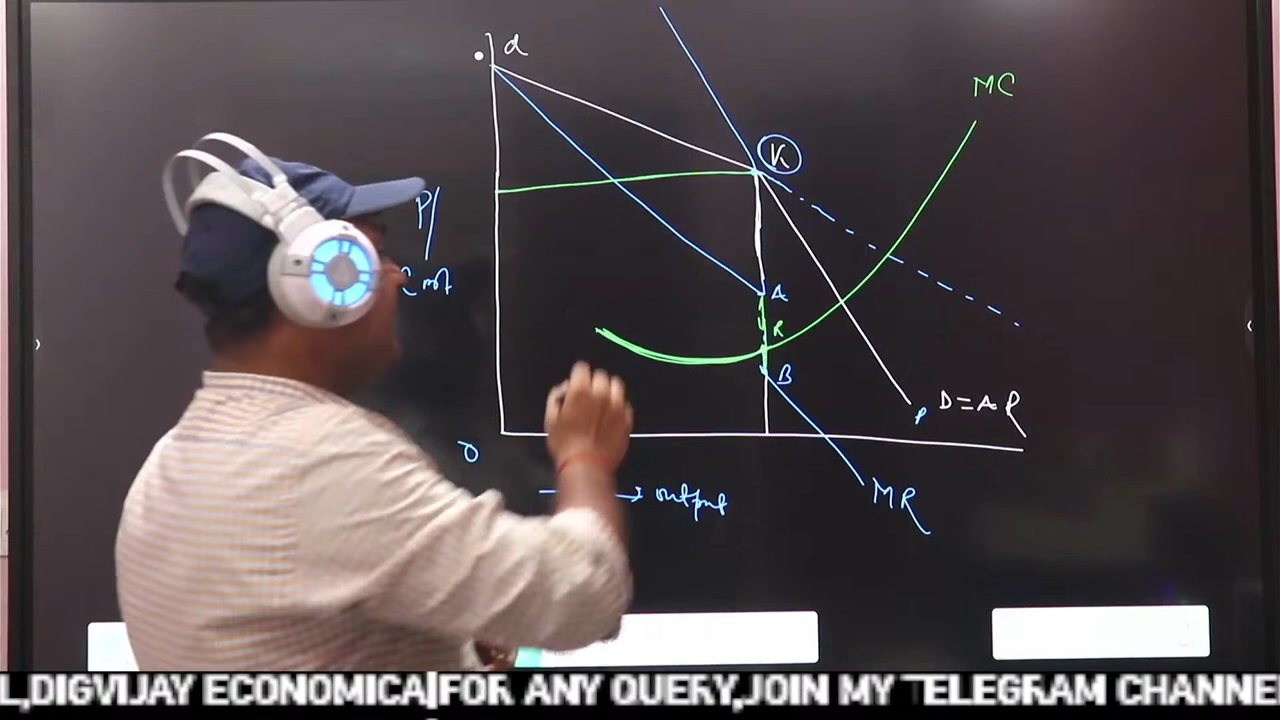 d
MC
K
P/
A
R
B
D=AR
P
O
→ output
MR
L,DIGVIJAY ECONOMICA|FOR ANY QUERY,JOIN MY TELEGRAM CHANNE